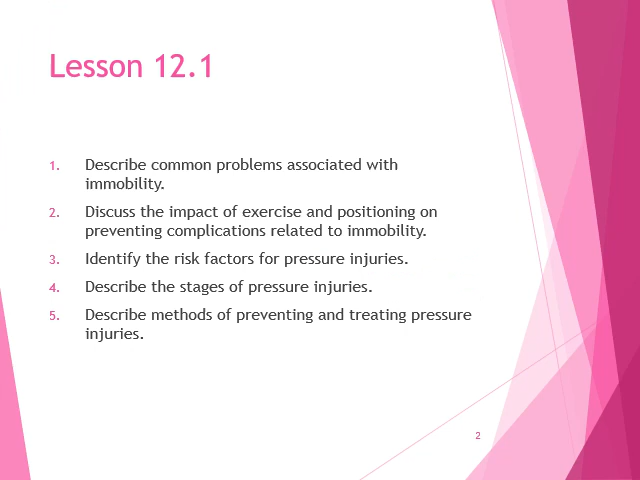 Lesson 12.1
1. Describe common problems associated with
immobility.
2. Discuss the impact of exercise and positioning on
preventing complications related to immobility.
3. Identify the risk factors for pressure injuries.
4. Describe the stages of pressure injuries.
5. Describe methods of preventing and treating pressure
injuries.
2